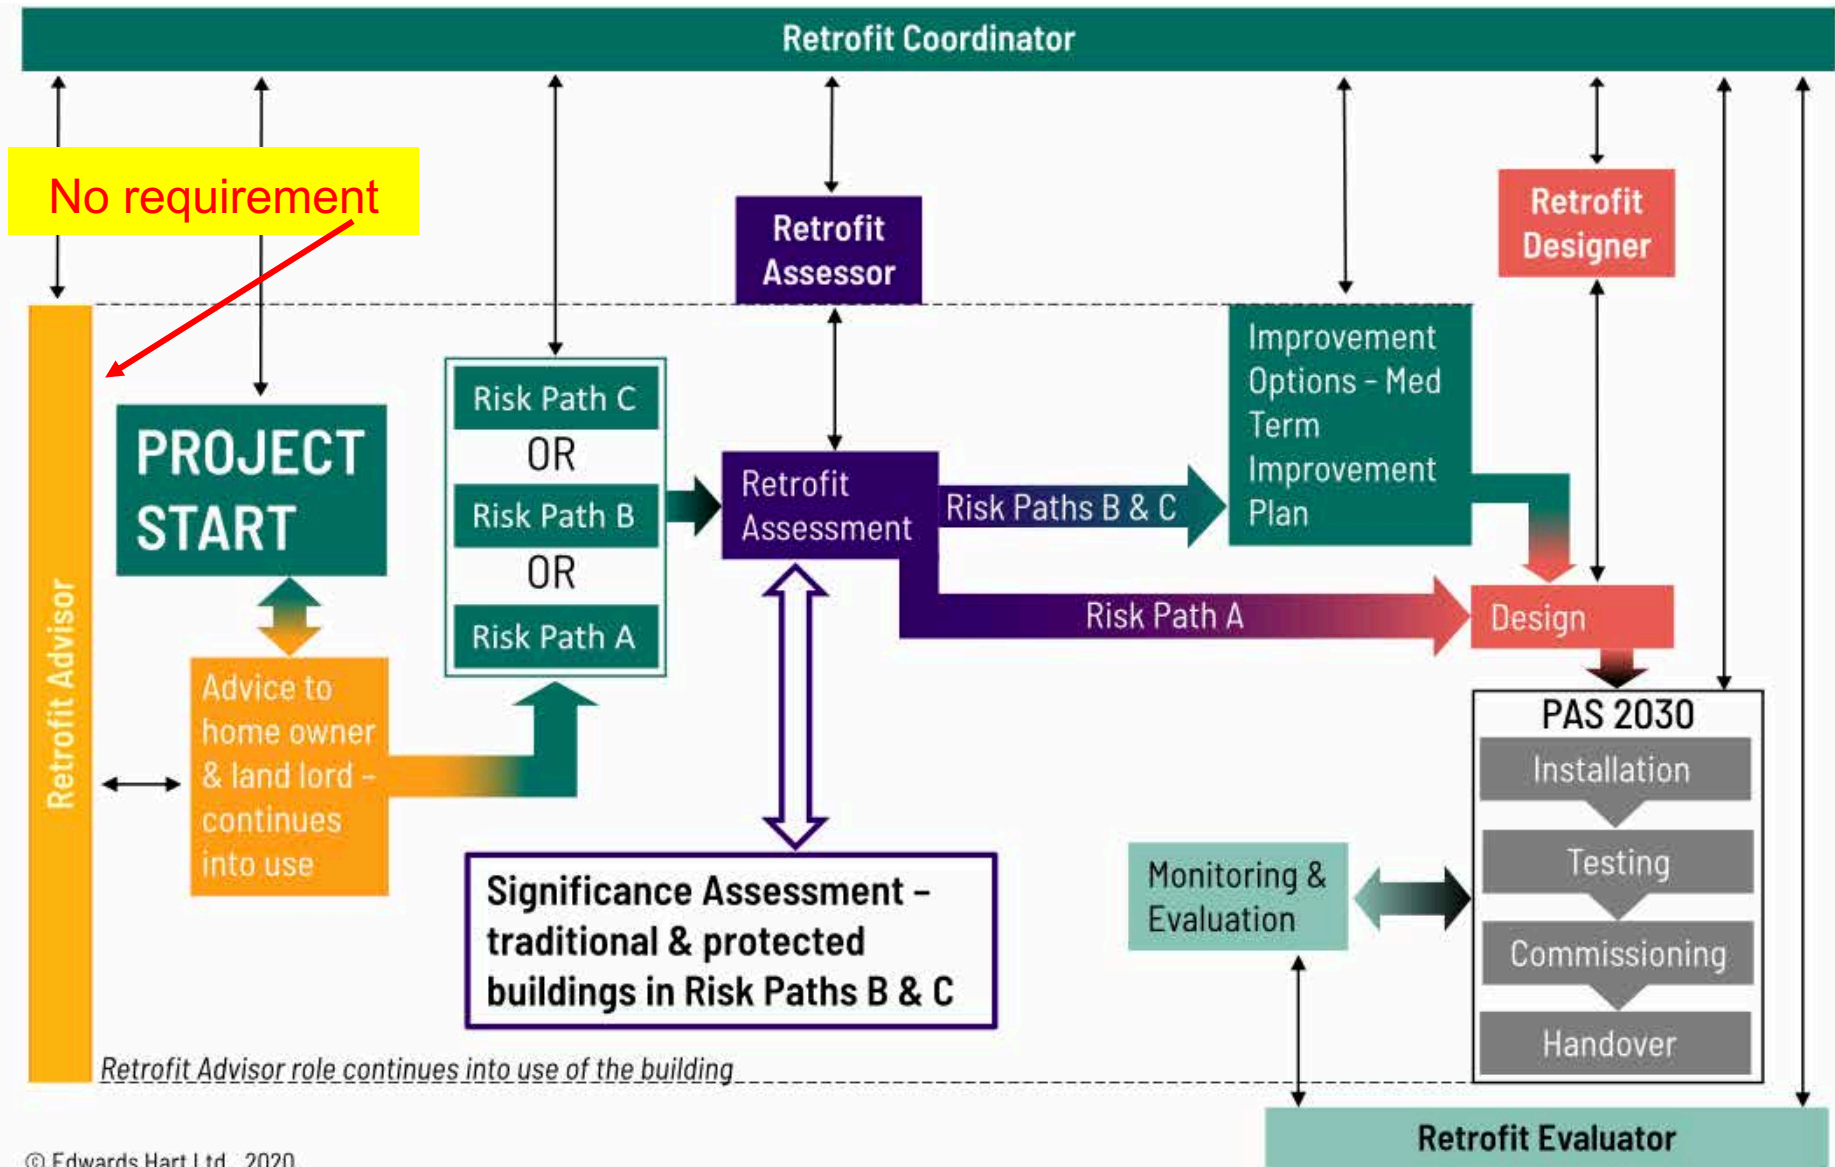 Retrofit Coordinator
No requirement
Retrofit
Assessor
Retrofit
Designer
Retrofit Advisor
PROJECT
START
Advice to
home owner
& land lord –
continues
into use
Risk Path C
OR
Risk Path B
OR
Risk Path A
Retrofit
Assessment
Risk Paths B & C
Risk Path A
Improvement
Options – Med
Term
Improvement
Plan
Design
Significance Assessment –
traditional & protected
buildings in Risk Paths B & C
PAS 2030
Installation
Testing
Commissioning
Handover
Monitoring &
Evaluation
Retrofit Advisor role continues into use of the building
Retrofit Evaluator
© Edwards Hart Ltd. 2020